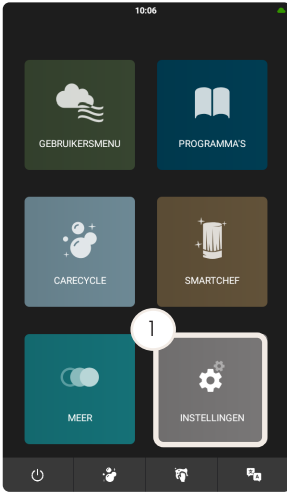 10:06
GEBRUIKERSMENU
PROGRAMMA'S
CARECYCLE
SMARTCHEF
1
MEER
INSTELLINGEN